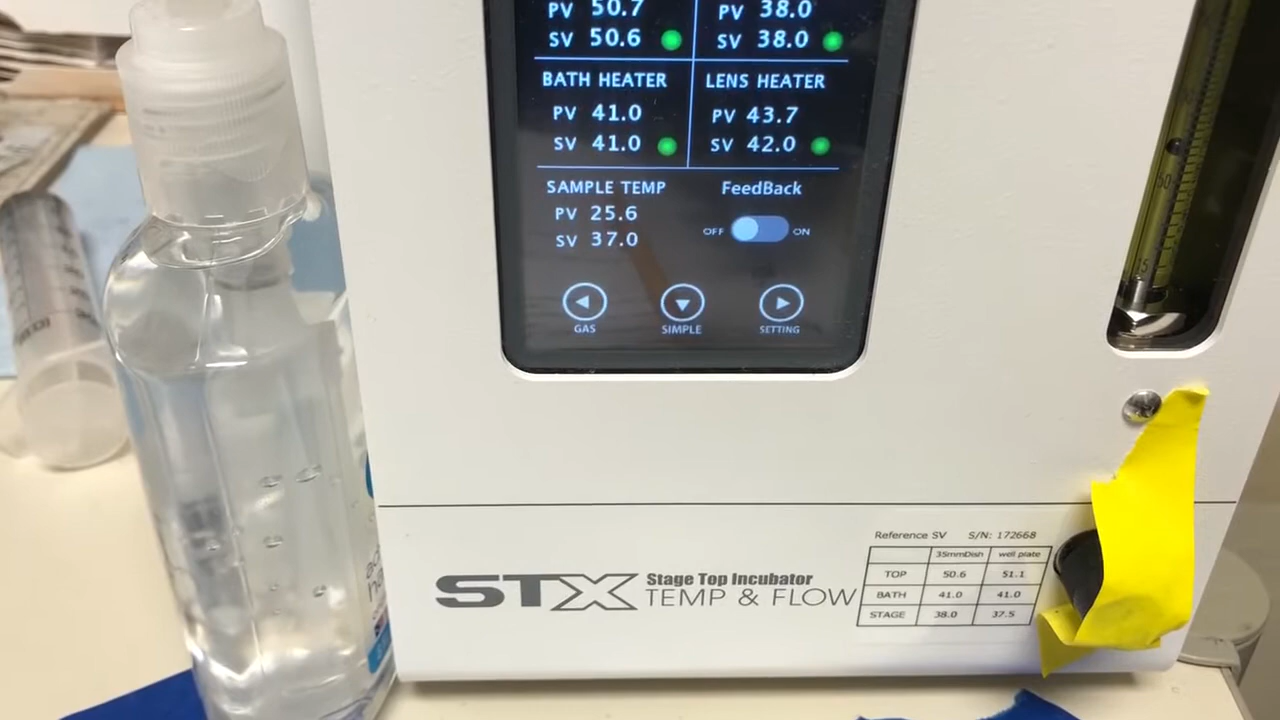 PV 50.7
SV 50.6
PV 38.0
SV 38.0
BATH HEATER
PV 41.0
SV 41.0
LENS HEATER
PV 43.7
SV 42.0
SAMPLE TEMP
PV 25.6
SV 37.0
FeedBack
OFF ON
GAS
SIMPLE
SETTING
STX Stage Top Incubator
TEMP & FLOW
Reference SV S/N: 172668
35mmDish well plate
TOP 50.6 51.1
BATH 41.0 41.0
STAGE 38.0 37.5
50